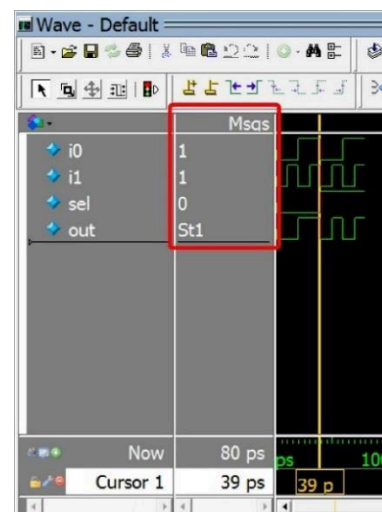 Wave - Default
Msgs
i0 1
i1 1
sel 0
out St1
Now 80 ps ps 10
Cursor 1 39 ps 39 p